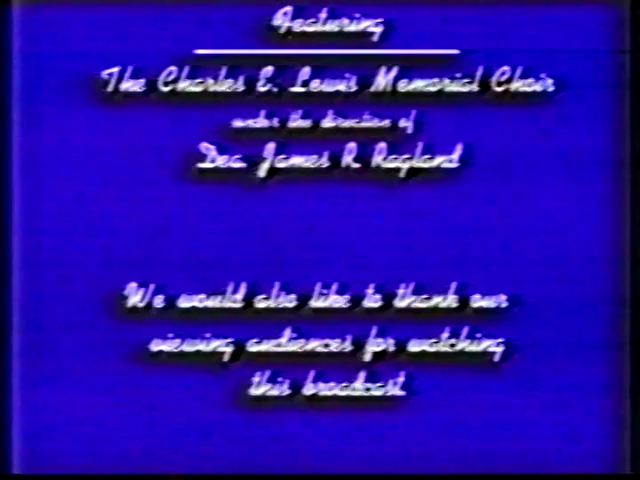 Featuring
The Charles E. Lewis Memorial Choir
under the direction of
Dea. James R. Ragland
We would also like to thank our
viewing audiences for watching
this broadcast